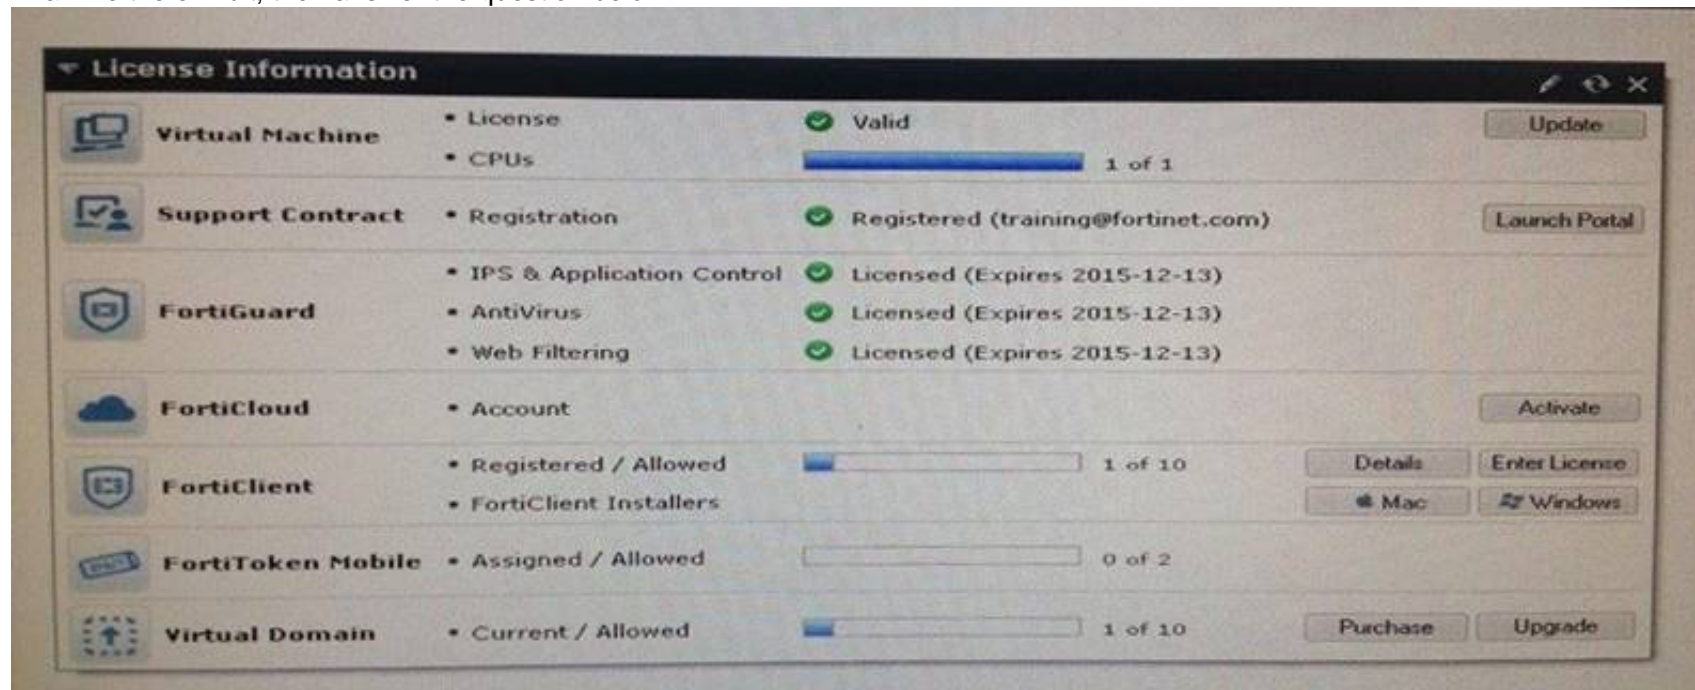 License Information
Virtual Machine • License Valid Update
• CPUs 1 of 1
Support Contract • Registration Registered (training@fortinet.com) Launch Portal
• IPS & Application Control Licensed (Expires 2015-12-13)
FortiGuard • AntiVirus Licensed (Expires 2015-12-13)
• Web Filtering Licensed (Expires 2015-12-13)
FortiCloud • Account Activate
• Registered / Allowed 1 of 10 Details Enter License
FortiClient
• FortiClient Installers Mac Windows
FortiToken Mobile • Assigned / Allowed 0 of 2
Virtual Domain • Current / Allowed 1 of 10 Purchase Upgrade